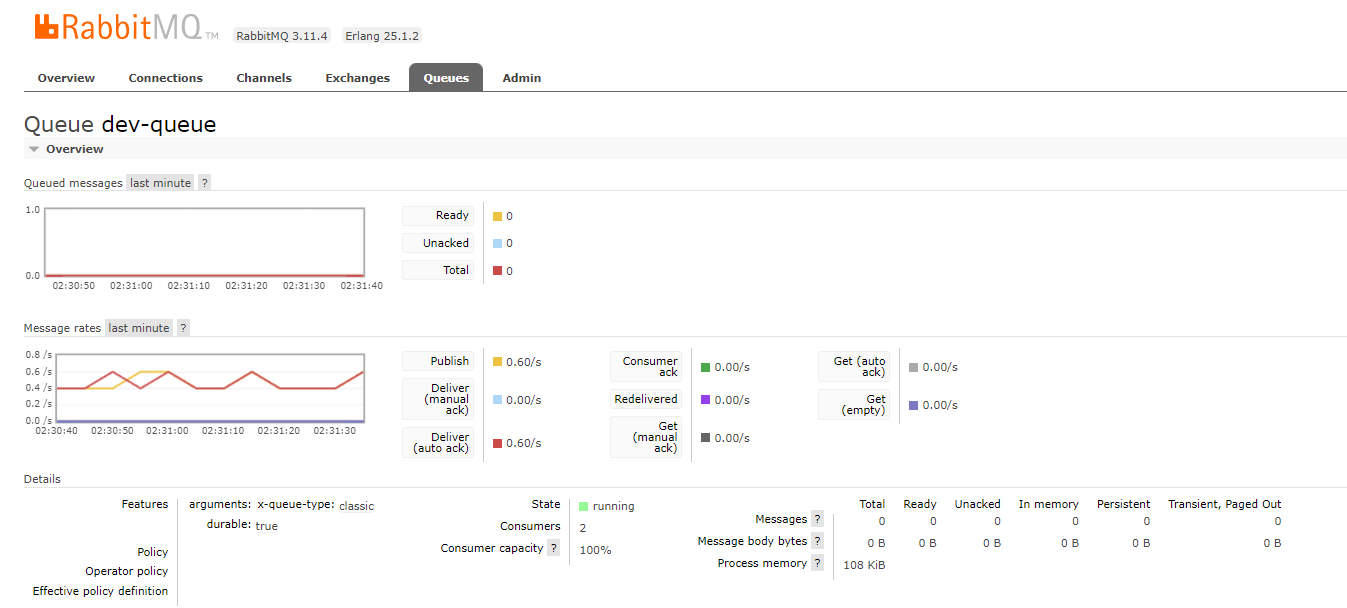 RabbitMQ TM RabbitMQ 3.11.4 Erlang 25.1.2
Overview Connections Channels Exchanges Queues Admin
Queue dev-queue
Overview
Queued messages last minute ?
1.0
0.0
02:30:50 02:31:00 02:31:10 02:31:20 02:31:30 02:31:40
Ready 0
Unacked 0
Total 0
Message rates last minute ?
0.8 /s
0.6 /s
0.4 /s
0.2 /s
0.0 /s
02:30:40 02:30:50 02:31:00 02:31:10 02:31:20 02:31:30
Publish 0.60/s
Deliver
(manual
ack) 0.00/s
Deliver
(auto ack) 0.60/s
Consumer
ack 0.00/s
Redelivered 0.00/s
Get
(manual
ack) 0.00/s
Get (auto
ack) 0.00/s
Get
(empty) 0.00/s
Details
Features arguments: x-queue-type: classic
durable: true
Policy
Operator policy
Effective policy definition
State running
Consumers 2
Consumer capacity ? 100%
Total Ready Unacked In memory Persistent Transient, Paged Out
Messages ? 0 0 0 0 0 0
Message body bytes ? 0 B 0 B 0 B 0 B 0 B 0 B
Process memory ? 108 KiB